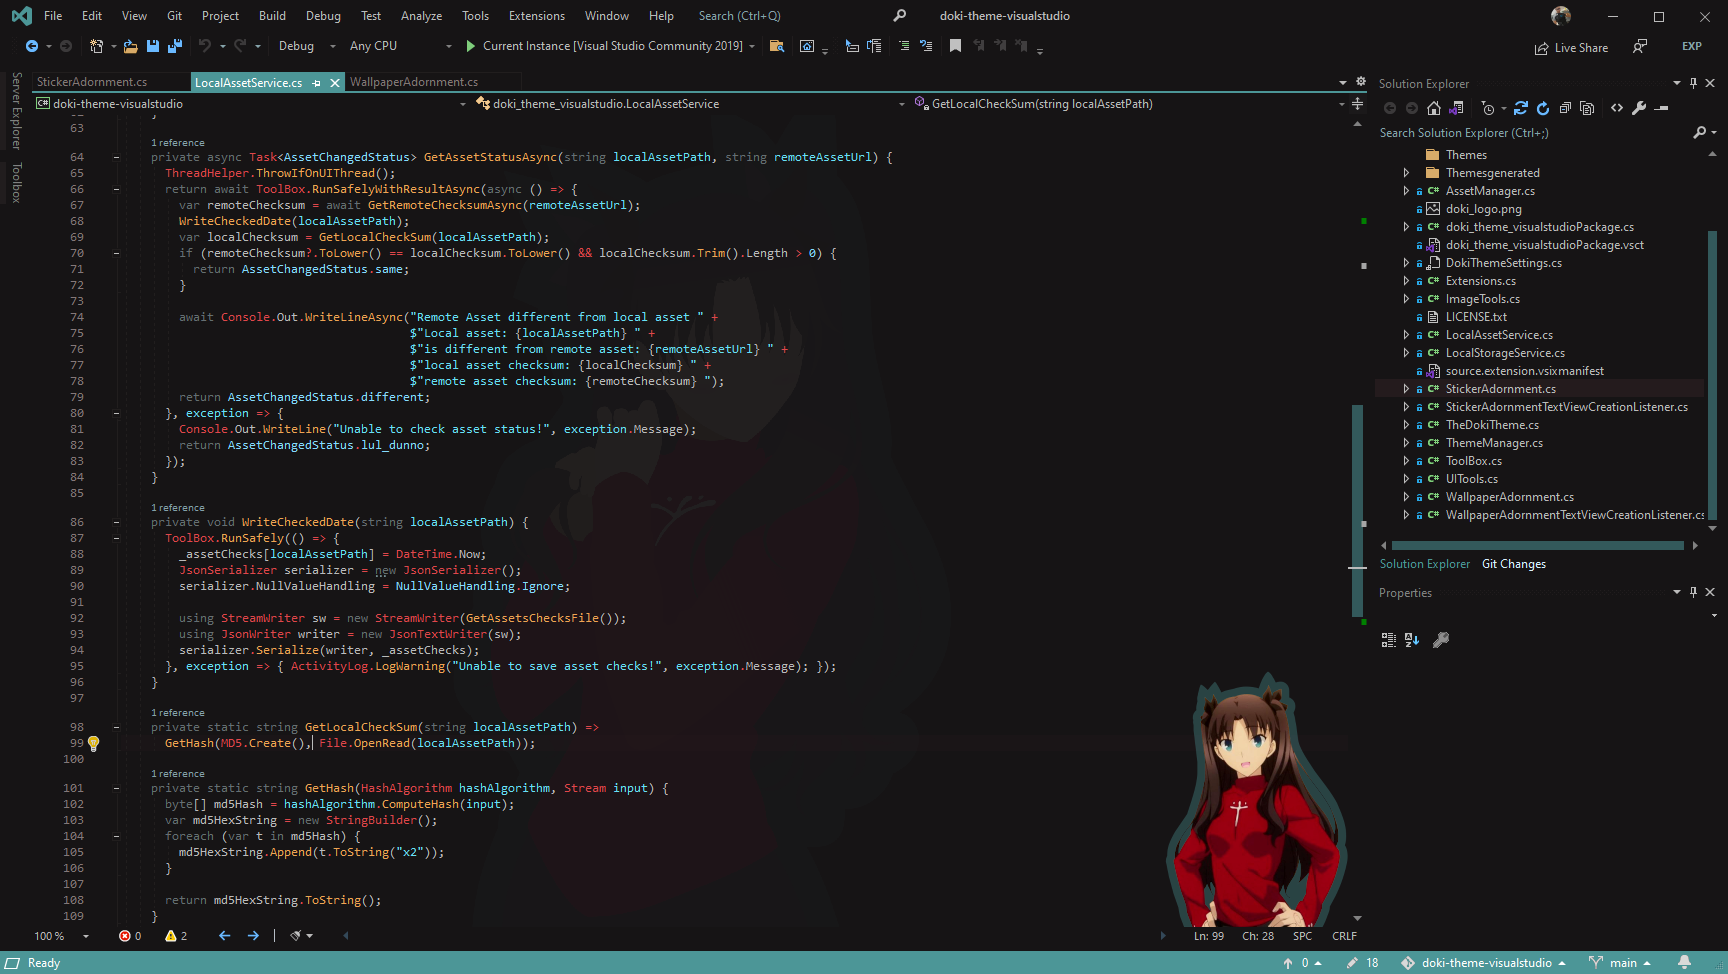 File Edit View Git Project Build Debug Test Analyze Tools Extensions Window Help Search (Ctrl+Q) doki-theme-visualstudio
Debug Any CPU Current Instance [Visual Studio Community 2019] Live Share EXP
Server Explorer
Toolbox
StickerAdornment.cs LocalAssetService.cs WallpaperAdornment.cs
C# doki-theme-visualstudio doki_theme_visualstudio.LocalAssetService GetLocalCheckSum(string localAssetPath)
63
1 reference
64 private async Task<AssetChangedStatus> GetAssetStatusAsync(string localAssetPath, string remoteAssetUrl) {
65 ThreadHelper.ThrowIfOnUIThread();
66 return await ToolBox.RunSafelyWithResultAsync(async () => {
67 var remoteChecksum = await GetRemoteChecksumAsync(remoteAssetUrl);
68 WriteCheckedDate(localAssetPath);
69 var localChecksum = GetLocalCheckSum(localAssetPath);
70 if (remoteChecksum?.ToLower() == localChecksum.ToLower() && localChecksum.Trim().Length > 0) {
71 return AssetChangedStatus.same;
72 }
73
74 await Console.Out.WriteLineAsync("Remote Asset different from local asset " +
75 $"Local asset: {localAssetPath} " +
76 $"is different from remote asset: {remoteAssetUrl} " +
77 $"local asset checksum: {localChecksum} " +
78 $"remote asset checksum: {remoteChecksum} ");
79 return AssetChangedStatus.different;
80 }, exception => {
81 Console.Out.WriteLine("Unable to check asset status!", exception.Message);
82 return AssetChangedStatus.lul_dunno;
83 });
84 }
85
1 reference
86 private void WriteCheckedDate(string localAssetPath) {
87 ToolBox.RunSafely(() => {
88 _assetChecks[localAssetPath] = DateTime.Now;
89 JsonSerializer serializer = new JsonSerializer();
90 serializer.NullValueHandling = NullValueHandling.Ignore;
91
92 using StreamWriter sw = new StreamWriter(GetAssetsChecksFile());
93 using JsonWriter writer = new JsonTextWriter(sw);
94 serializer.Serialize(writer, _assetChecks);
95 }, exception => { ActivityLog.LogWarning("Unable to save asset checks!", exception.Message); });
96 }
97
1 reference
98 private static string GetLocalCheckSum(string localAssetPath) =>
99 GetHash(MD5.Create(), File.OpenRead(localAssetPath));
100
1 reference
101 private static string GetHash(HashAlgorithm hashAlgorithm, Stream input) {
102 byte[] md5Hash = hashAlgorithm.ComputeHash(input);
103 var md5HexString = new StringBuilder();
104 foreach (var t in md5Hash) {
105 md5HexString.Append(t.ToString("x2"));
106 }
107
108 return md5HexString.ToString();
109 }
100 % 0 2 Ln: 99 Ch: 28 SPC CRLF
Solution Explorer
Search Solution Explorer (Ctrl+;)
Themes
Themesgenerated
C# AssetManager.cs
doki_logo.png
C# doki_theme_visualstudioPackage.cs
doki_theme_visualstudioPackage.vsct
DokiThemeSettings.cs
C# Extensions.cs
C# ImageTools.cs
LICENSE.txt
C# LocalAssetService.cs
C# LocalStorageService.cs
source.extension.vsixmanifest
C# StickerAdornment.cs
C# StickerAdornmentTextViewCreationListener.cs
C# TheDokiTheme.cs
C# ThemeManager.cs
C# ToolBox.cs
C# UITools.cs
C# WallpaperAdornment.cs
C# WallpaperAdornmentTextViewCreationListener.cs
Solution Explorer Git Changes
Properties
Ready 0 18 doki-theme-visualstudio main